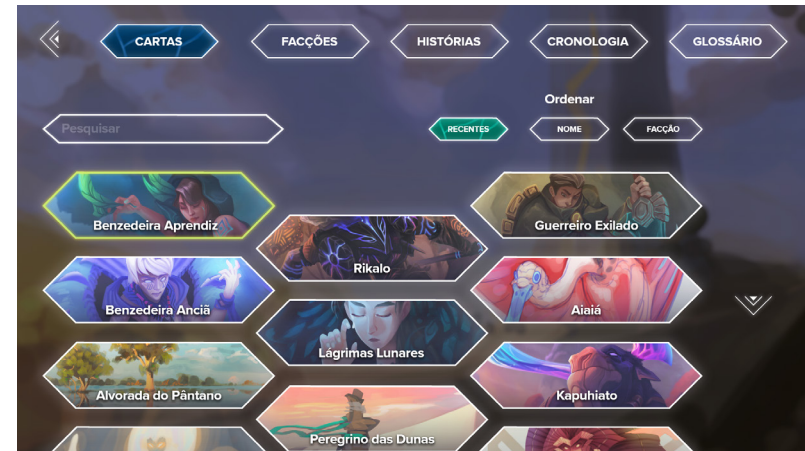 CARTAS
FACÇÕES
HISTÓRIAS
CRONOLOGIA
GLOSSÁRIO
Ordenar
Pesquisar
RECENTES
NOME
FACÇÃO
Benzedeira Aprendiz
Guerreiro Exilado
Rikalo
Benzedeira Anciã
Aiaiá
Lágrimas Lunares
Alvorada do Pântano
Kapuhiato
Peregrino das Dunas